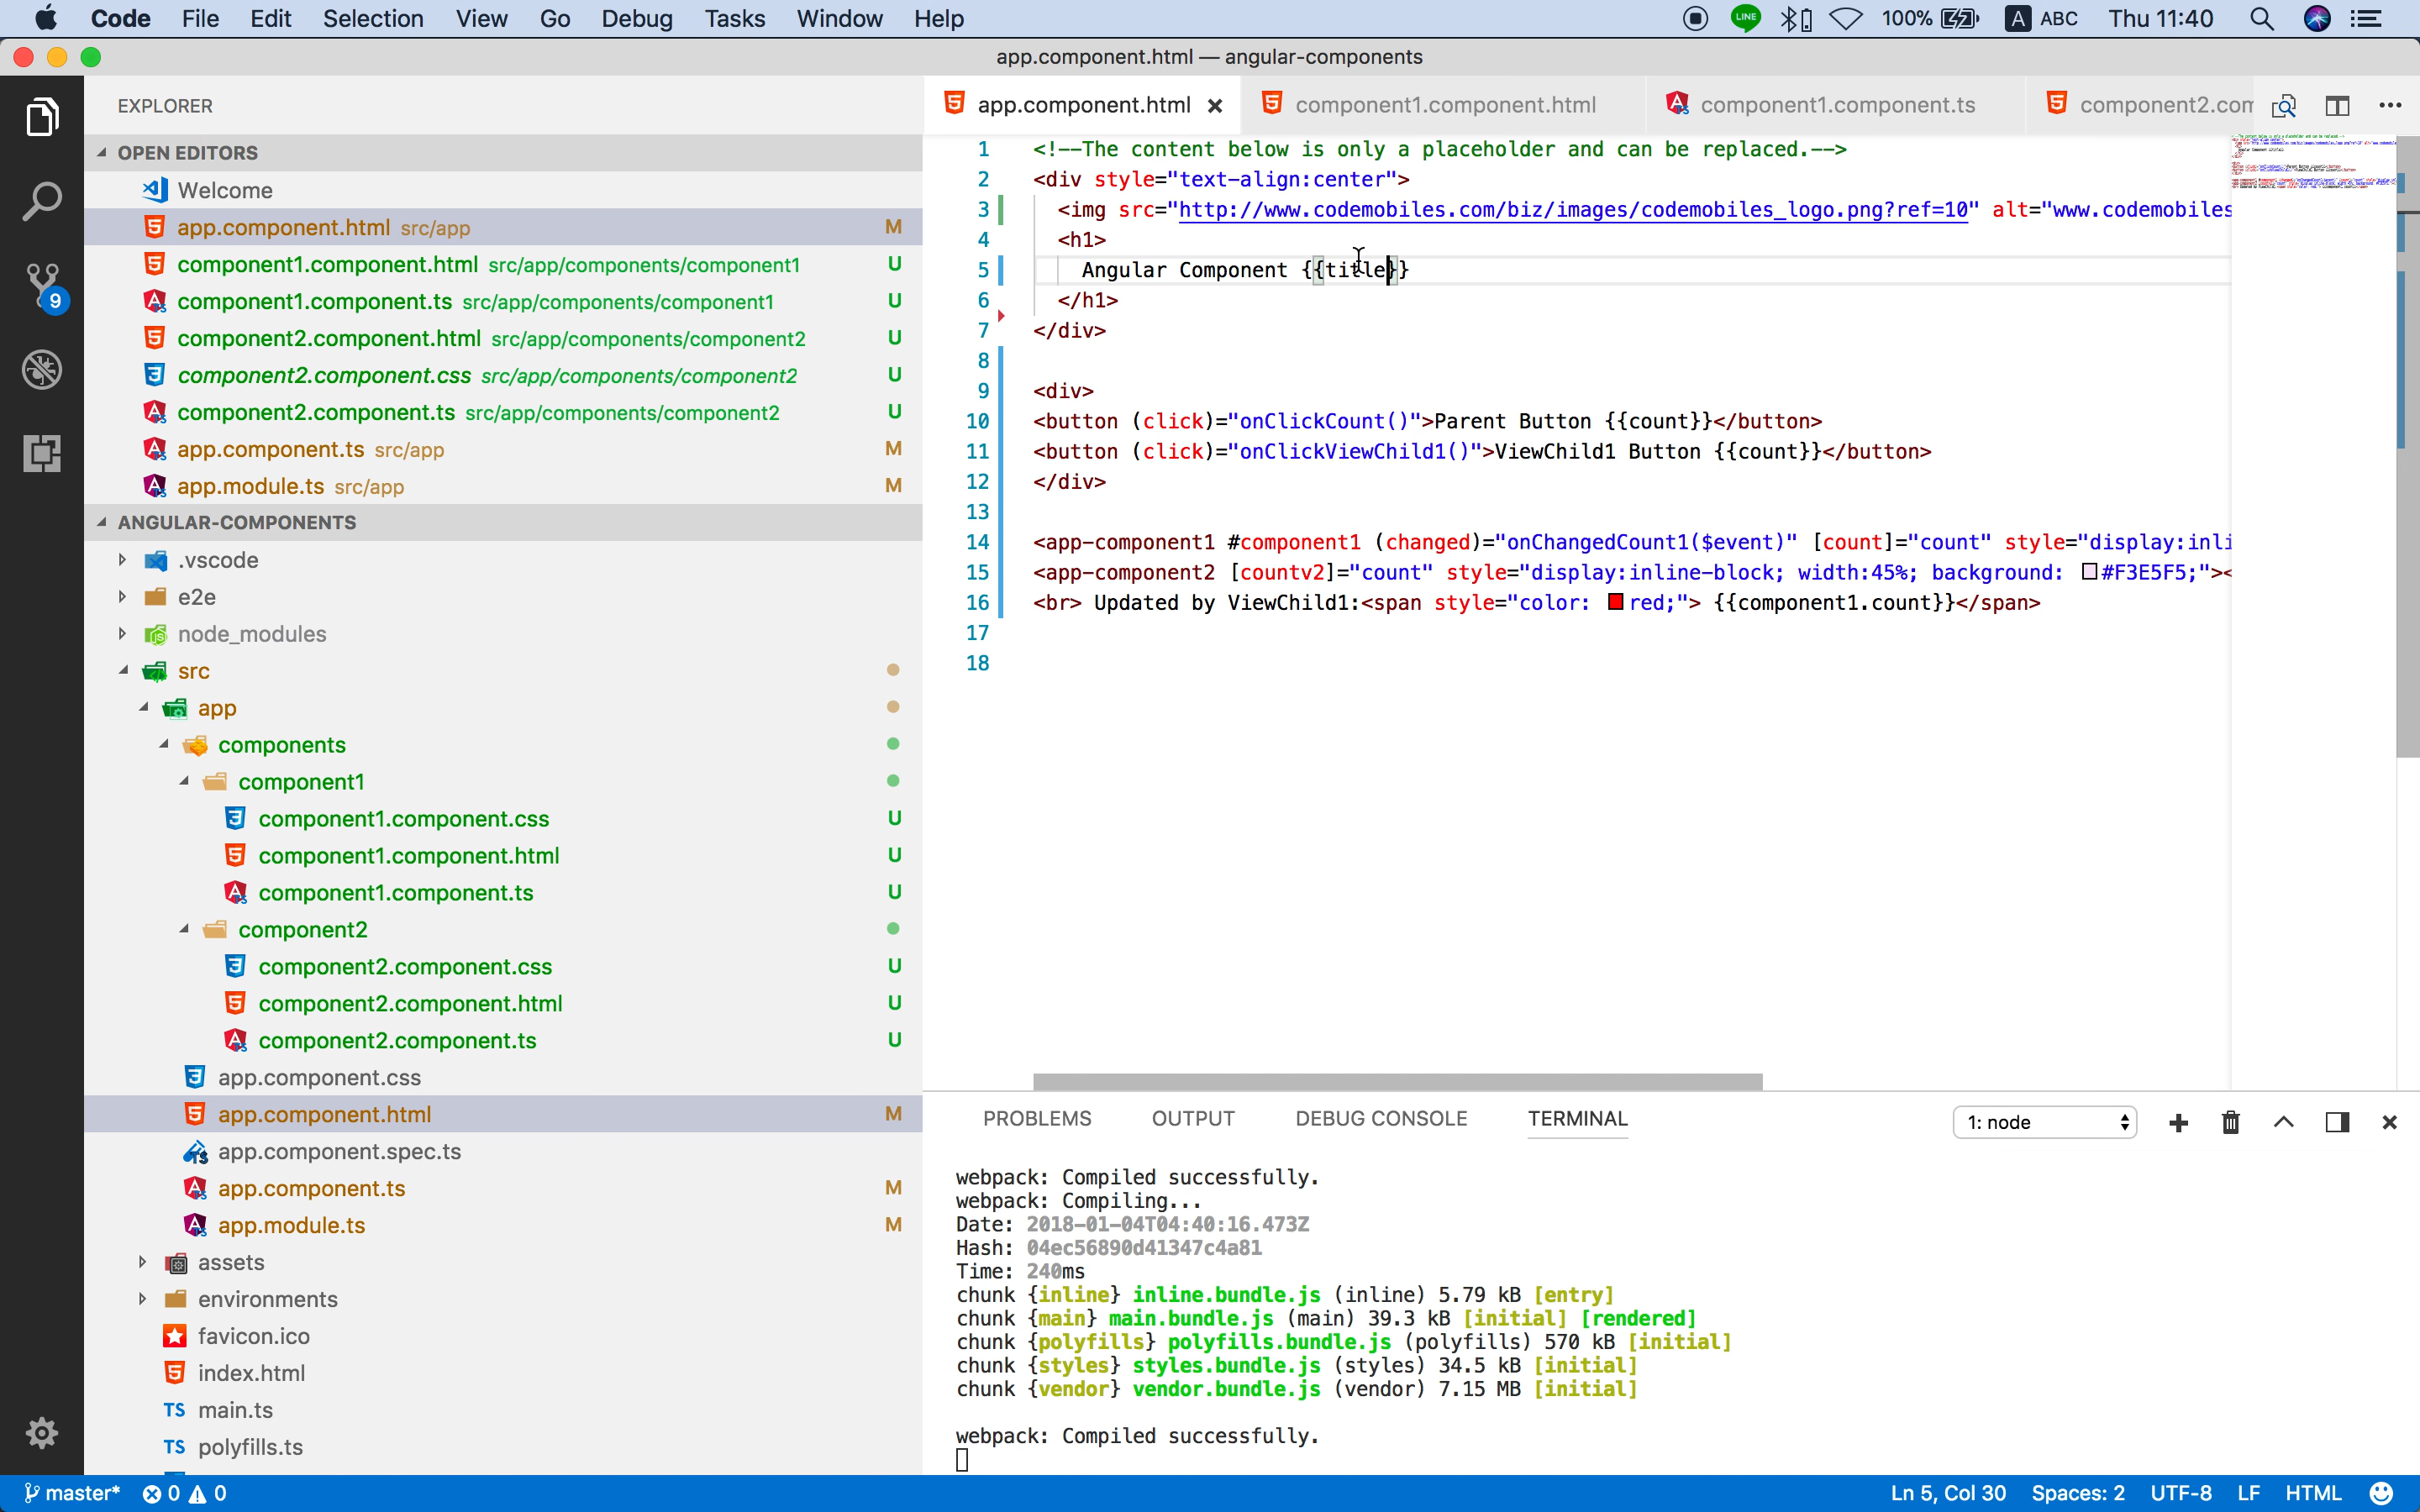 Code File Edit Selection View Go Debug Tasks Window Help LINE 100% A ABC Thu 11:40
app.component.html — angular-components
EXPLORER
app.component.html component1.component.html component1.component.ts component2.com
OPEN EDITORS
Welcome
app.component.html src/app M
component1.component.html src/app/components/component1 U
component1.component.ts src/app/components/component1 U
9
component2.component.html src/app/components/component2 U
component2.component.css src/app/components/component2 U
component2.component.ts src/app/components/component2 U
app.component.ts src/app M
app.module.ts src/app M
ANGULAR-COMPONENTS
.vscode
e2e
node_modules
src
app
components
component1
component1.component.css U
component1.component.html U
component1.component.ts U
component2
component2.component.css U
component2.component.html U
component2.component.ts U
app.component.css
app.component.html M
app.component.spec.ts
app.component.ts M
app.module.ts M
assets
environments
favicon.ico
index.html
TS main.ts
TS polyfills.ts
1 <!--The content below is only a placeholder and can be replaced.-->
2 <div style="text-align:center">
3 <img src="http://www.codemobiles.com/biz/images/codemobiles_logo.png?ref=10" alt="www.codemobiles
4 <h1>
5 Angular Component {{title}}
6 </h1>
7 </div>
8
9 <div>
10 <button (click)="onClickCount()">Parent Button {{count}}</button>
11 <button (click)="onClickViewChild1()">ViewChild1 Button {{count}}</button>
12 </div>
13
14 <app-component1 #component1 (changed)="onChangedCount1($event)" [count]="count" style="display:inli
15 <app-component2 [countv2]="count" style="display:inline-block; width:45%; background: #F3E5F5;"><
16 <br> Updated by ViewChild1:<span style="color: red;"> {{component1.count}}</span>
17
18
PROBLEMS OUTPUT DEBUG CONSOLE TERMINAL 1: node
webpack: Compiled successfully.
webpack: Compiling...
Date: 2018-01-04T04:40:16.473Z
Hash: 04ec56890d41347c4a81
Time: 240ms
chunk {inline} inline.bundle.js (inline) 5.79 kB [entry]
chunk {main} main.bundle.js (main) 39.3 kB [initial] [rendered]
chunk {polyfills} polyfills.bundle.js (polyfills) 570 kB [initial]
chunk {styles} styles.bundle.js (styles) 34.5 kB [initial]
chunk {vendor} vendor.bundle.js (vendor) 7.15 MB [initial]
webpack: Compiled successfully.
master* 0 0 Ln 5, Col 30 Spaces: 2 UTF-8 LF HTML